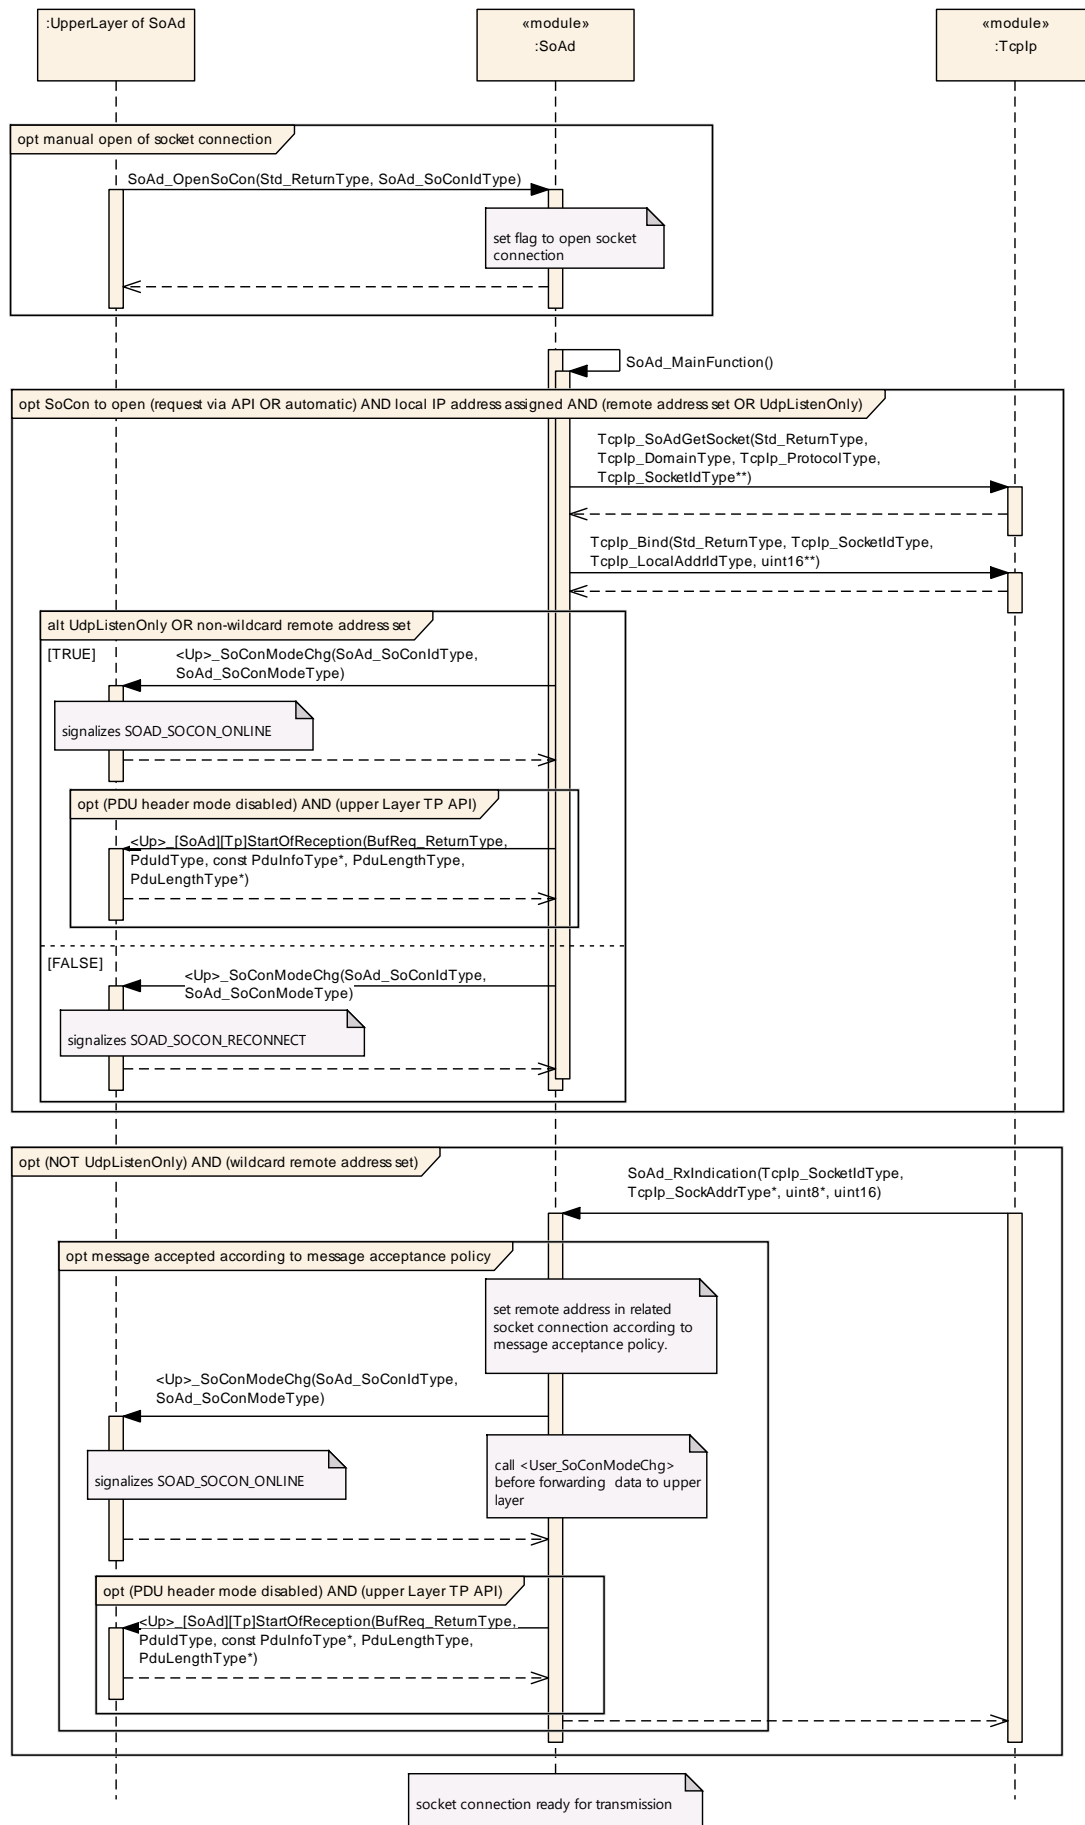 :UpperLayer of SoAd
«module»
:SoAd
«module»
:TcpIp
opt manual open of socket connection
SoAd_OpenSoCon(Std_ReturnType, SoAd_SoConIdType)
set flag to open socket
connection
SoAd_MainFunction()
opt SoCon to open (request via API OR automatic) AND local IP address assigned AND (remote address set OR UdpListenOnly)
TcpIp_SoAdGetSocket(Std_ReturnType,
TcpIp_DomainType, TcpIp_ProtocolType,
TcpIp_SocketIdType**)
TcpIp_Bind(Std_ReturnType, TcpIp_SocketIdType,
TcpIp_LocalAddrIdType, uint16**)
alt UdpListenOnly OR non-wildcard remote address set
[TRUE]
<Up>_SoConModeChg(SoAd_SoConIdType,
SoAd_SoConModeType)
signalizes SOAD_SOCON_ONLINE
opt (PDU header mode disabled) AND (upper Layer TP API)
<Up>_[SoAd][Tp]StartOfReception(BufReq_ReturnType,
PduIdType, const PduInfoType*, PduLengthType,
PduLengthType*)
[FALSE]
<Up>_SoConModeChg(SoAd_SoConIdType,
SoAd_SoConModeType)
signalizes SOAD_SOCON_RECONNECT
opt (NOT UdpListenOnly) AND (wildcard remote address set)
SoAd_RxIndication(TcpIp_SocketIdType,
TcpIp_SockAddrType*, uint8*, uint16)
opt message accepted according to message acceptance policy
set remote address in related
socket connection according to
message acceptance policy.
<Up>_SoConModeChg(SoAd_SoConIdType,
SoAd_SoConModeType)
signalizes SOAD_SOCON_ONLINE
call <User_SoConModeChg>
before forwarding  data to upper
layer
opt (PDU header mode disabled) AND (upper Layer TP API)
<Up>_[SoAd][Tp]StartOfReception(BufReq_ReturnType,
PduIdType, const PduInfoType*, PduLengthType,
PduLengthType*)
socket connection ready for transmission